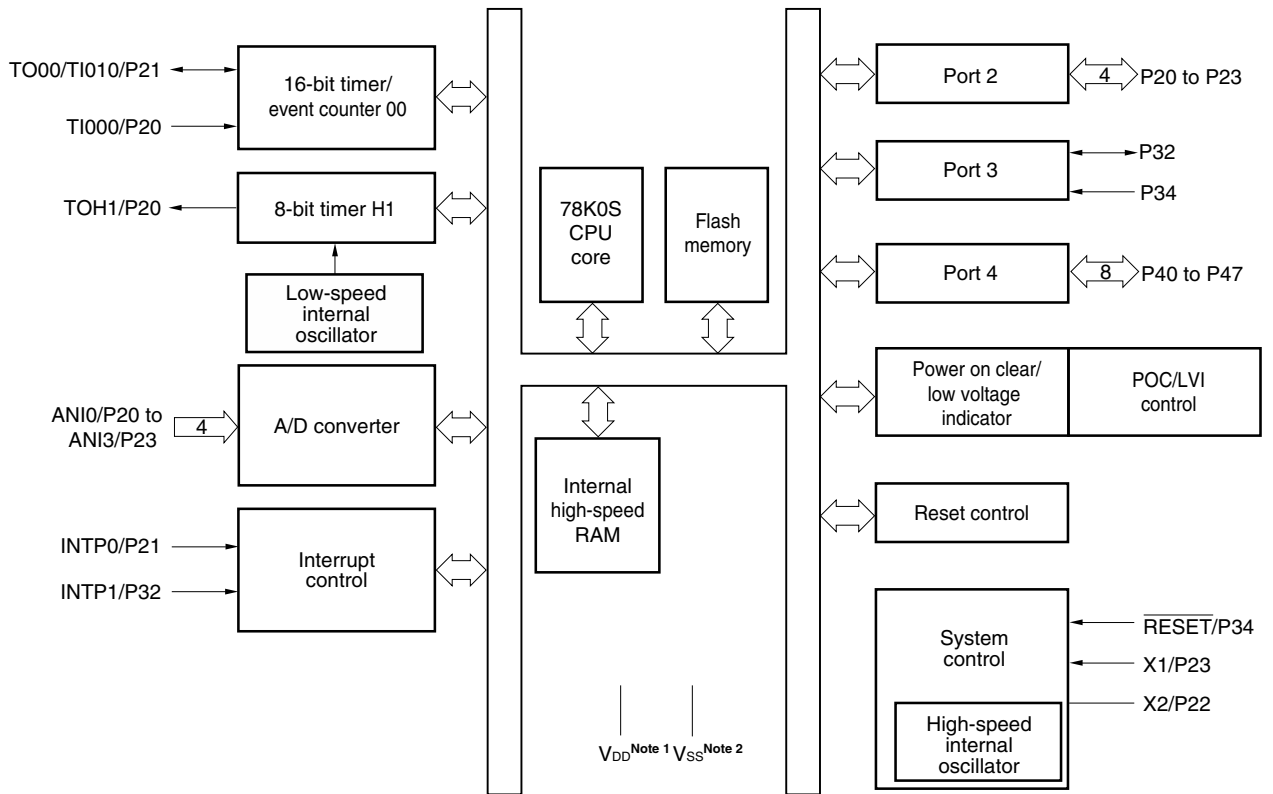 TO00/TI010/P21
TI000/P20
16-bit timer/
event counter 00
TOH1/P20
8-bit timer H1
Low-speed
internal
oscillator
ANI0/P20 to
ANI3/P23
4
A/D converter
INTP0/P21
INTP1/P32
Interrupt
control
78K0S
CPU
core
Flash
memory
Internal
high-speed
RAM
VDD Note 1
VSS Note 2
Port 2
4
P20 to P23
Port 3
P32
P34
Port 4
8
P40 to P47
Power on clear/
low voltage
indicator
POC/LVI
control
Reset control
System
control
RESET/P34
X1/P23
X2/P22
High-speed
internal
oscillator